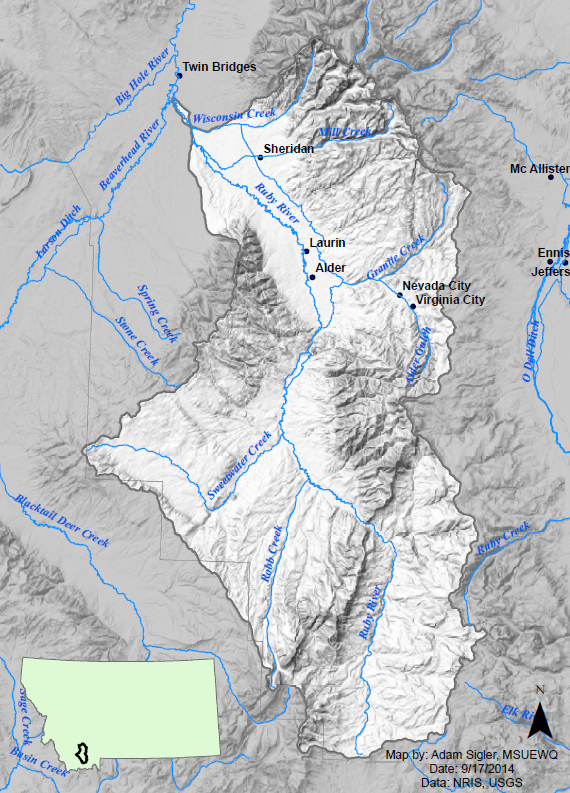 Big Hole River
Twin Bridges
Wisconsin Creek
Mill Creek
Beaverhead River
Sheridan
Mc Allister
Ruby River
Larson Ditch
Laurin
Granite Creek
Ennis
Alder
Jeffers
Nevada City
Virginia City
Spring Creek
Stone Creek
Alder Gulch
O Dell Ditch
Sweetwater Creek
Blacktail Deer Creek
Robb Creek
Ruby Creek
Ruby River
Sage Creek
N
Elk Ri
Basin Creek
Map by: Adam Sigler, MSUEWQ
Date: 9/17/2014
Data: NRIS, USGS